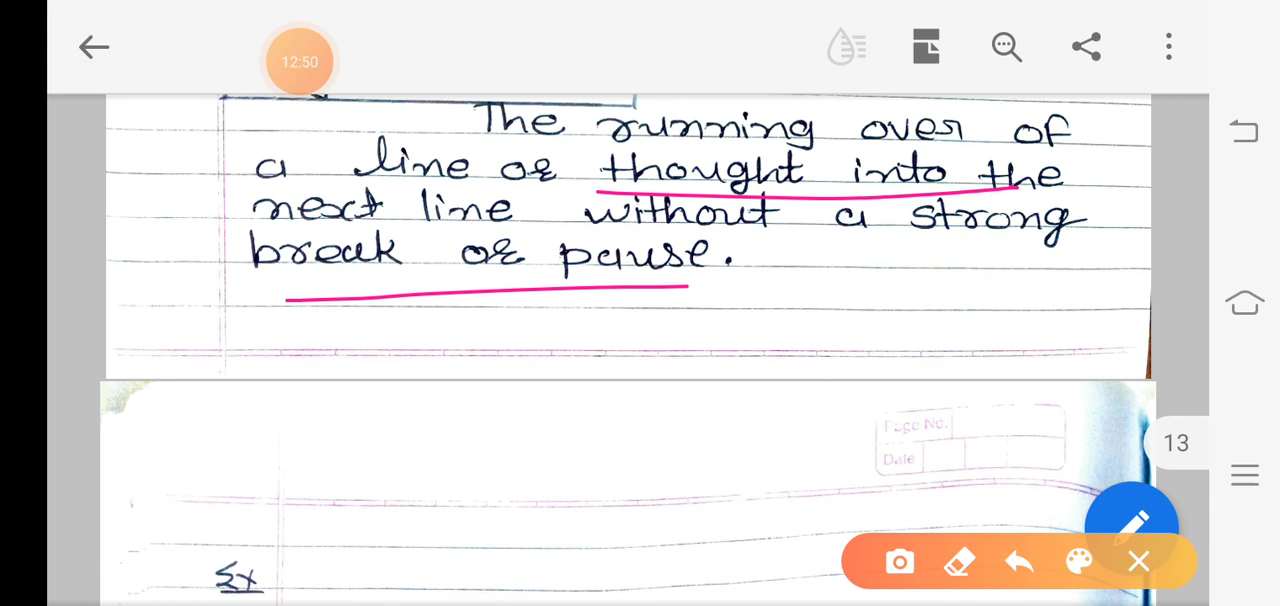 12:50
The running over of
a line or thought into the
next line without a strong
break or pause.
13
Page No.
Date
Ex